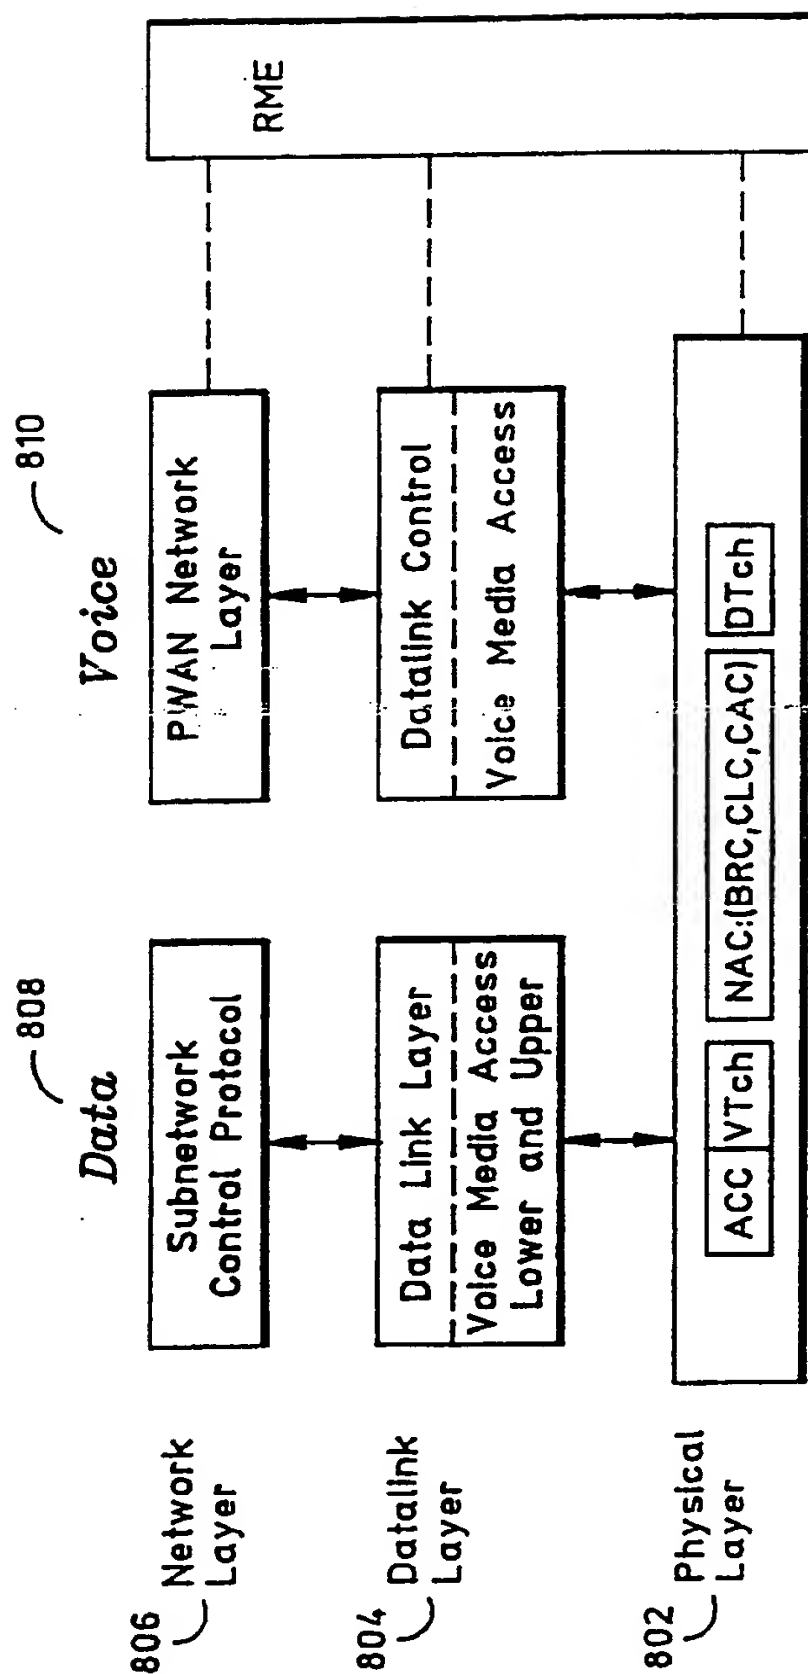 808
Data
810
Voice
806
Network
Layer
Subnetwork
Control Protocol
PWAN Network
Layer
RME
804
Datalink
Layer
Data Link Layer
Voice Media Access
Lower and Upper
Datalink Control
Voice Media Access
802
Physical
Layer
ACC
VTch
NAC:(BRC,CLC,CAC)
DTch